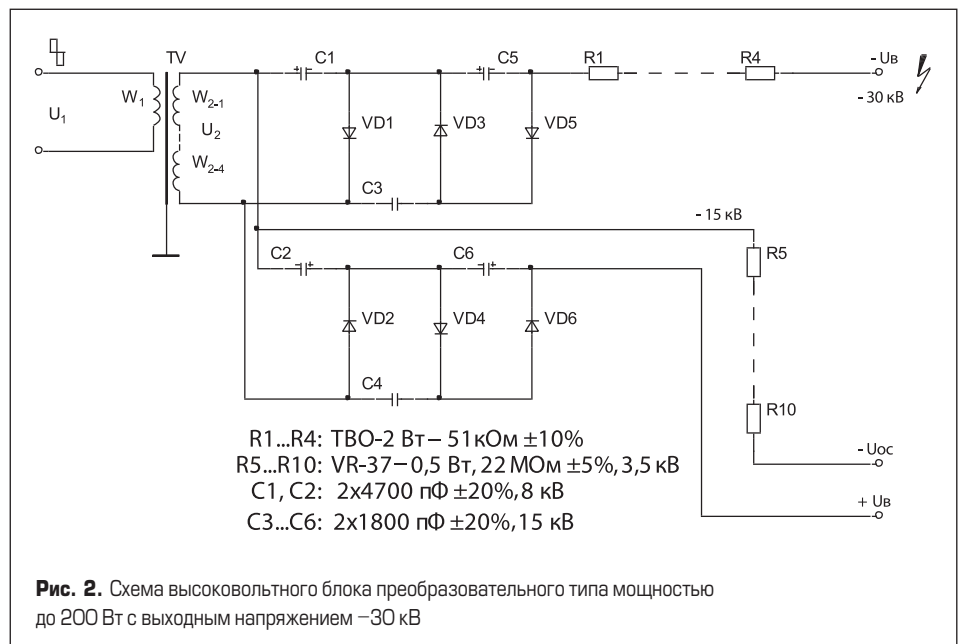 TV
C1
C5
R1
R4
- Uв
- 30 кВ
W1
U1
W2-1
U2
W2-4
VD1
VD3
VD5
C3
- 15 кВ
C2
C6
R5
VD2
VD4
VD6
C4
R10
R1...R4: ТВО-2 Вт – 51кОм ±10%
R5...R10: VR-37–0,5 Вт, 22 МОм ±5%, 3,5 кВ
C1, C2: 2x4700 пФ ±20%, 8 кВ
C3...C6: 2x1800 пФ ±20%, 15 кВ
- Uос
+ Uв
Рис. 2. Схема высоковольтного блока преобразовательного типа мощностью
до 200 Вт с выходным напряжением –30 кВ